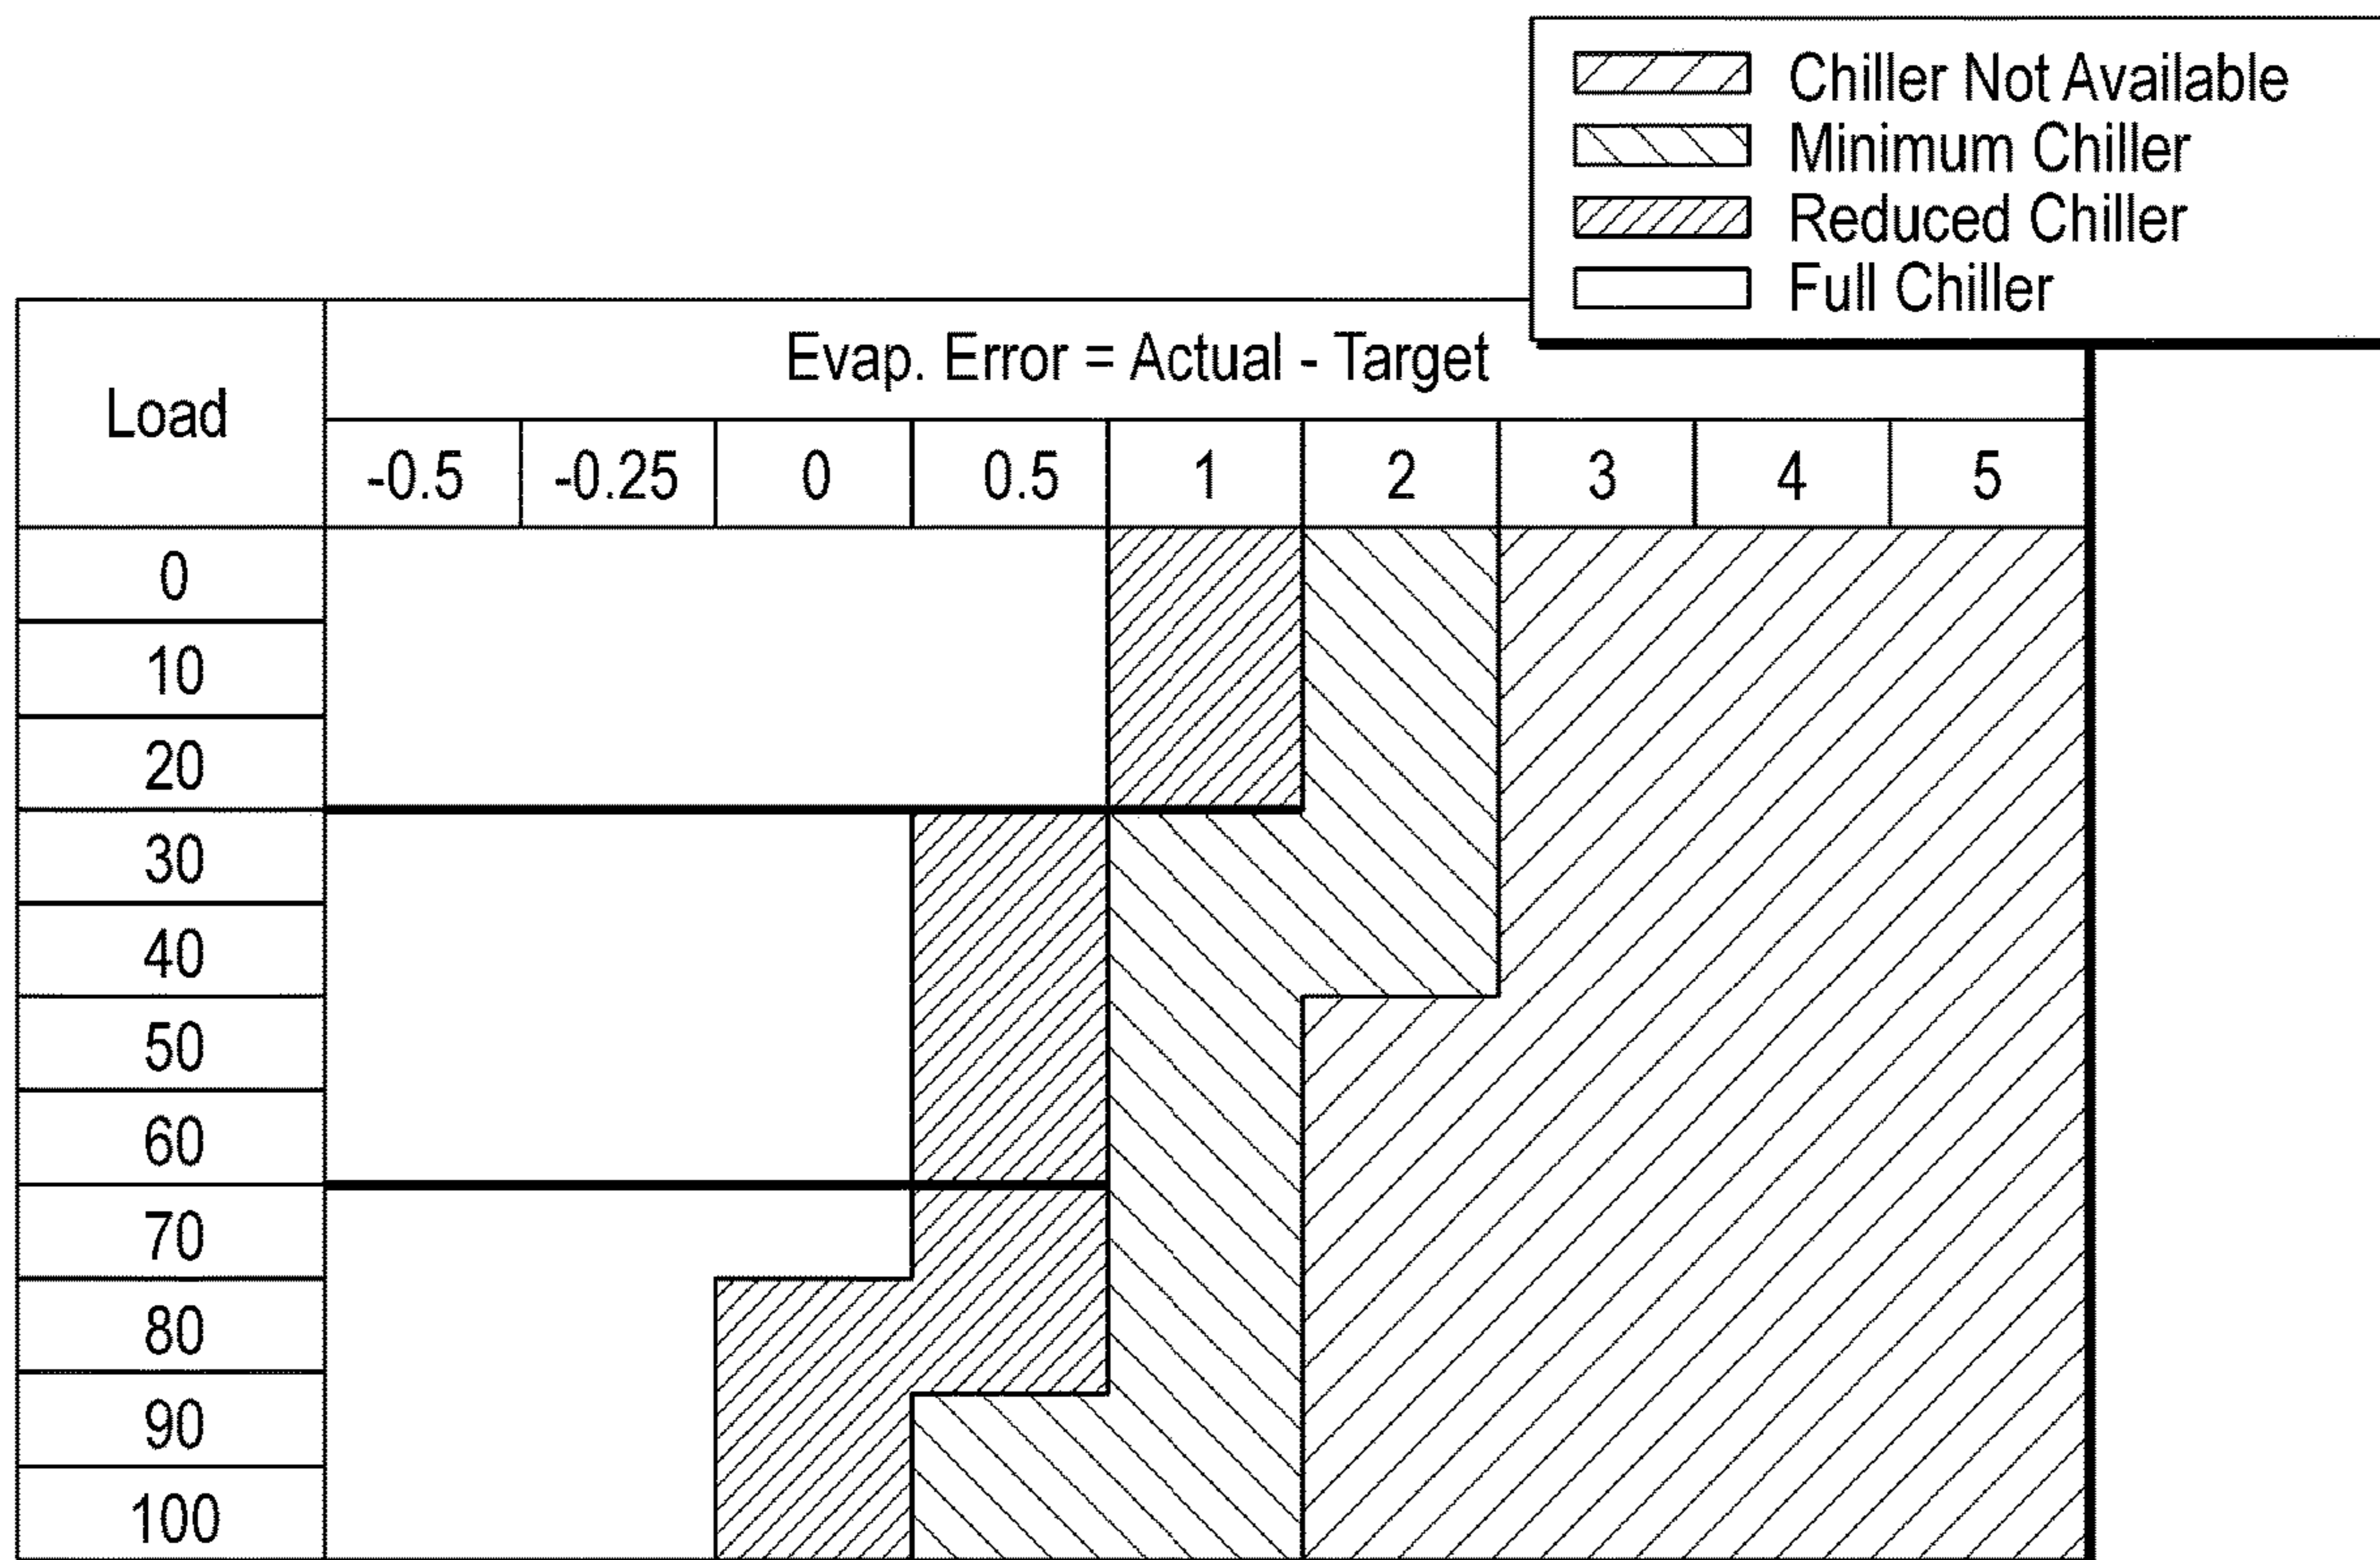 Chiller Not Available
Minimum Chiller
Reduced Chiller
Full Chiller
Load
Evap. Error = Actual - Target
-0.5 -0.25 0 0.5 1 2 3 4 5
0
10
20
30
40
50
60
70
80
90
100